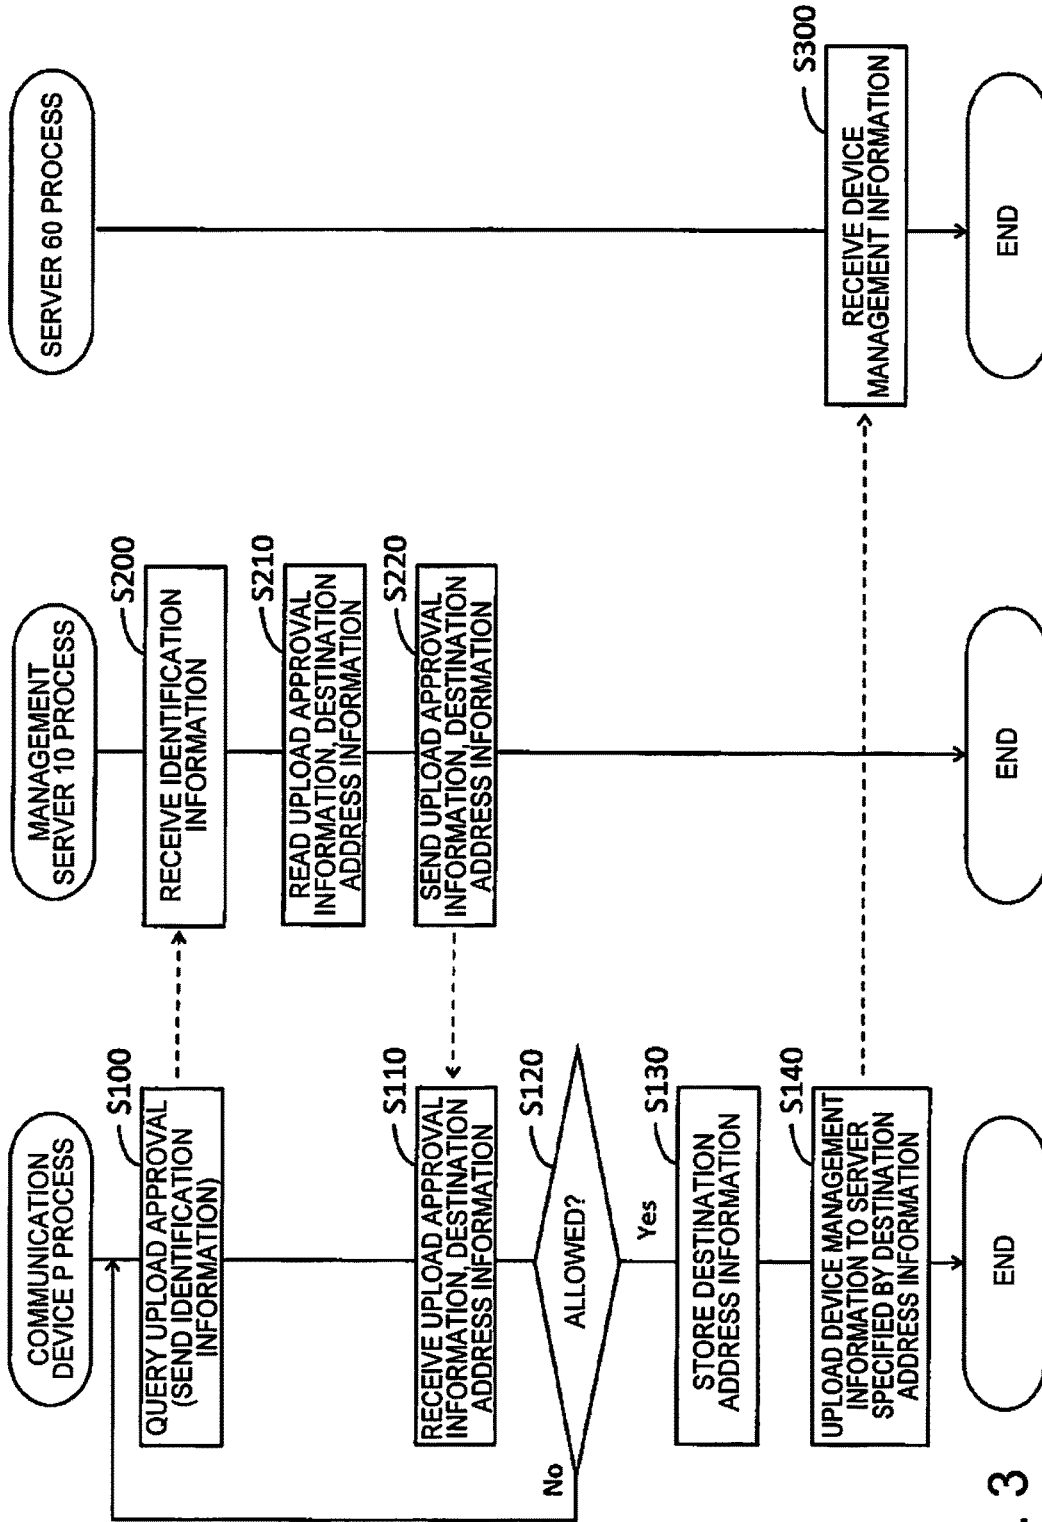 COMMUNICATION
DEVICE P PROCESS
S100
QUERY UPLOAD APPROVAL
(SEND IDENTIFICATION
INFORMATION)
S110
RECEIVE UPLOAD APPROVAL
INFORMATION, DESTINATION
ADDRESS INFORMATION
S120
ALLOWED?
No
Yes
S130
STORE DESTINATION
ADDRESS INFORMATION
S140
UPLOAD DEVICE MANAGEMENT
INFORMATION TO SERVER
SPECIFIED BY DESTINATION
ADDRESS INFORMATION
END
MANAGEMENT
SERVER 10 PROCESS
S200
RECEIVE IDENTIFICATION
INFORMATION
S210
READ UPLOAD APPROVAL
INFORMATION, DESTINATION
ADDRESS INFORMATION
S220
SEND UPLOAD APPROVAL
INFORMATION, DESTINATION
ADDRESS INFORMATION
END
SERVER 60 PROCESS
S300
RECEIVE DEVICE
MANAGEMENT INFORMATION
END
. 3